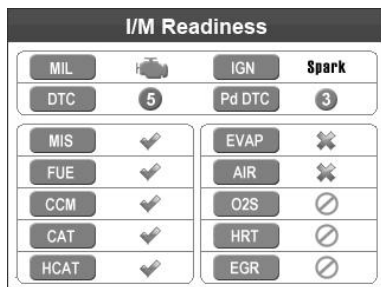 I/M Readiness
MIL IGN Spark
DTC 5 Pd DTC 3
MIS EVAP
FUE AIR
CCM O2S
CAT HRT
HCAT EGR